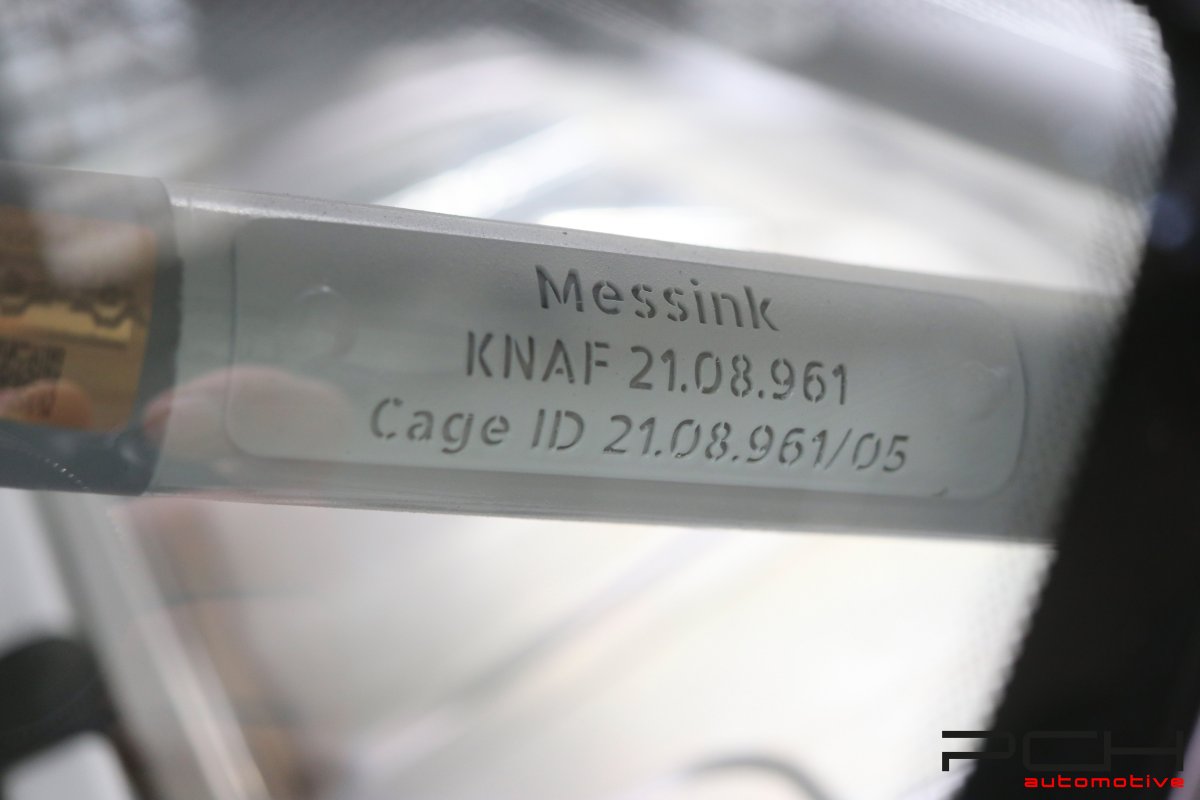 Messink
KNAF 21.08.961
Cage ID 21.08.961/05
PCH
automotive